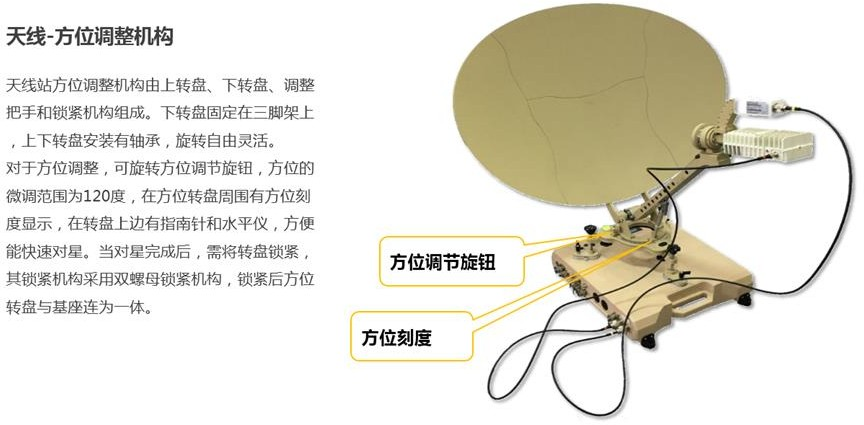 天线-方位调整机构
天线站方位调整机构由上转盘、下转盘、调整
把手和锁紧机构组成。下转盘固定在三脚架上
，上下转盘安装有轴承，旋转自由灵活。
对于方位调整，可旋转方位调节旋钮，方位的
微调范围为120度，在方位转盘周围有方位刻
度显示，在转盘上边有指南针和水平仪，方便
能快速对星。当对星完成后，需将转盘锁紧，
其锁紧机构采用双螺母锁紧机构，锁紧后方位
转盘与基座连为一体。
方位调节旋钮
方位刻度